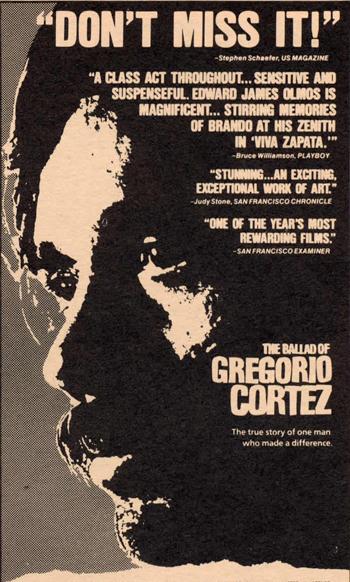 “DON’T MISS IT!”
–Stephen Schaefer, US MAGAZINE
“A CLASS ACT THROUGHOUT... SENSITIVE AND
SUSPENSEFUL. EDWARD JAMES OLMOS IS
MAGNIFICENT... STIRRING MEMORIES
OF BRANDO AT HIS ZENITH
IN ‘VIVA ZAPATA.’”
–Bruce Williamson, PLAYBOY
“STUNNING...AN EXCITING,
EXCEPTIONAL WORK OF ART.”
–Judy Stone, SAN FRANCISCO CHRONICLE
“ONE OF THE YEAR’S MOST
REWARDING FILMS.”
–SAN FRANCISCO EXAMINER
THE BALLAD OF
GREGORIO
CORTEZ
The true story of one man
who made a difference.